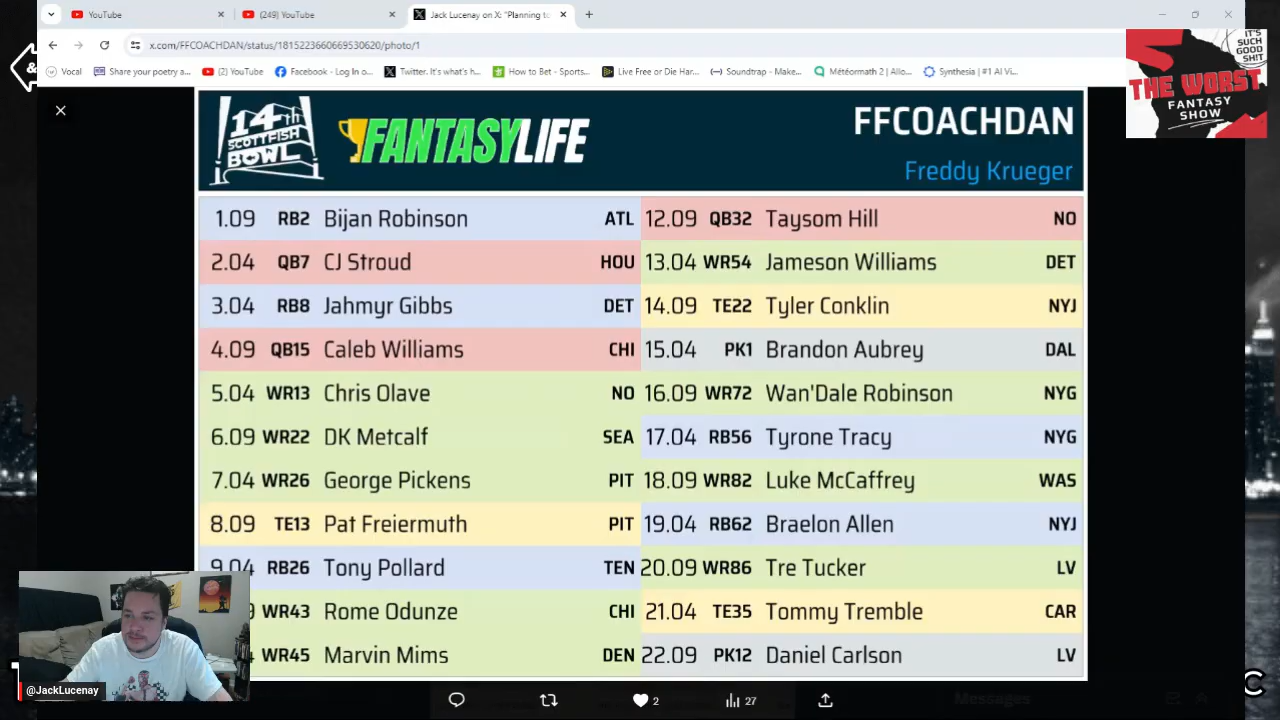 YouTube
(249) YouTube
Jack Lucenay on X: "Planning to
x.com/FFCOACHDAN/status/1815223660669530620/photo/1
Vocal
Share your poetry a...
(2) YouTube
Facebook - Log In o...
Twitter. It's what's h...
How to Bet - Sports...
Live Free or Die Har...
Soundtrap - Make...
Météormath 2 | Allo...
Synthesia | #1 AI Vi...
IT'S
SUCH
GOOD
SH!T
THE WORST
FANTASY
SHOW
14th
SCOTTFISH
BOWL
FANTASYLIFE
FFCOACHDAN
Freddy Krueger
1.09 RB2 Bijan Robinson ATL
2.04 QB7 CJ Stroud HOU
3.04 RB8 Jahmyr Gibbs DET
4.09 QB15 Caleb Williams CHI
5.04 WR13 Chris Olave NO
6.09 WR22 DK Metcalf SEA
7.04 WR26 George Pickens PIT
8.09 TE13 Pat Freiermuth PIT
9.04 RB26 Tony Pollard TEN
WR43 Rome Odunze CHI
WR45 Marvin Mims DEN
12.09 QB32 Taysom Hill NO
13.04 WR54 Jameson Williams DET
14.09 TE22 Tyler Conklin NYJ
15.04 PK1 Brandon Aubrey DAL
16.09 WR72 Wan'Dale Robinson NYG
17.04 RB56 Tyrone Tracy NYG
18.09 WR82 Luke McCaffrey WAS
19.04 RB62 Braelon Allen NYJ
20.09 WR86 Tre Tucker LV
21.04 TE35 Tommy Tremble CAR
22.09 PK12 Daniel Carlson LV
@JackLucenay
2
27
Messages